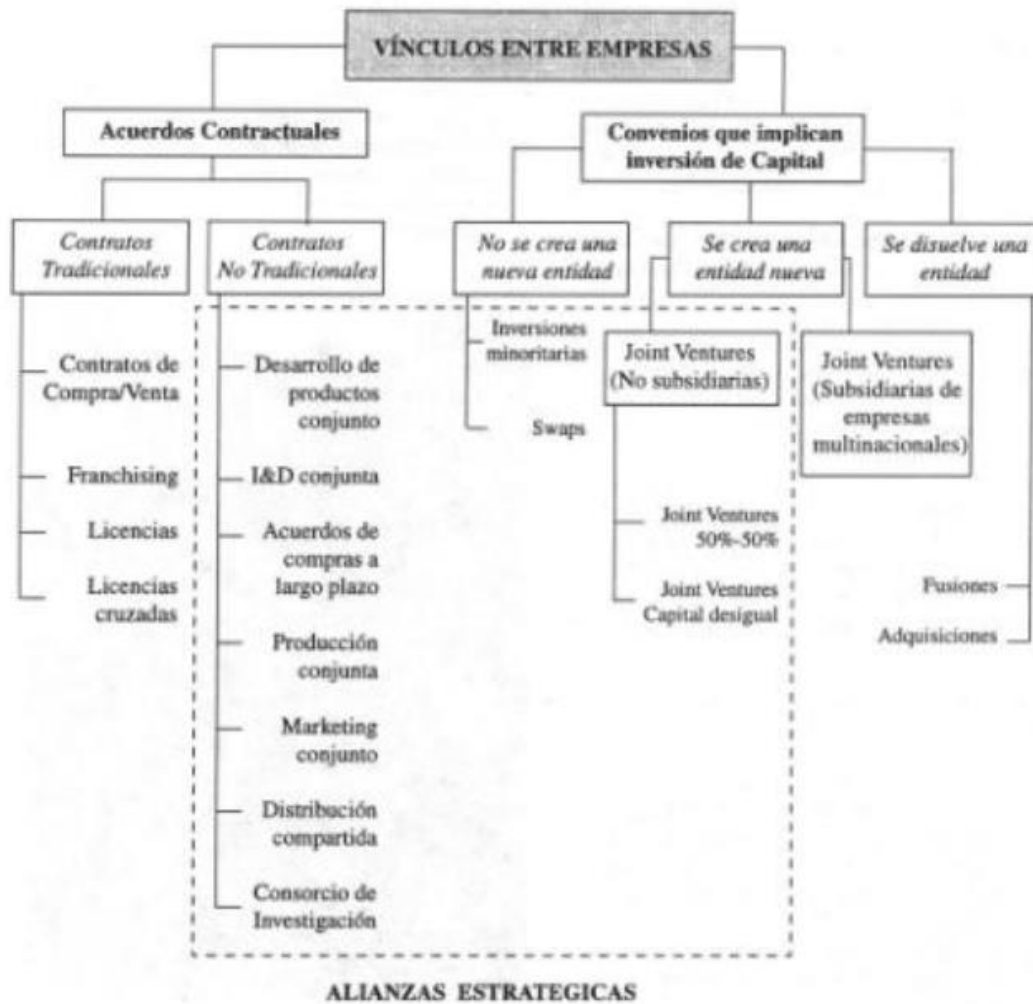 VÍNCULOS ENTRE EMPRESAS
Acuerdos Contractuales
Convenios que implican
inversión de Capital
Contratos
Tradicionales
Contratos
No Tradicionales
No se crea una
nueva entidad
Se crea una
entidad nueva
Se disuelve una
entidad
Contratos de
Compra/Venta
Franchising
Licencias
Licencias
cruzadas
Desarrollo de
productos
conjunto
I&D conjunta
Acuerdos de
compras a
largo plazo
Producción
conjunta
Marketing
conjunto
Distribución
compartida
Consorcio de
Investigación
Inversiones
minoritarias
Swaps
Joint Ventures
(No subsidiarias)
Joint Ventures
50%-50%
Joint Ventures
Capital desigual
Joint Ventures
(Subsidiarias de
empresas
multinacionales)
Fusiones
Adquisiciones
ALIANZAS ESTRATEGICAS